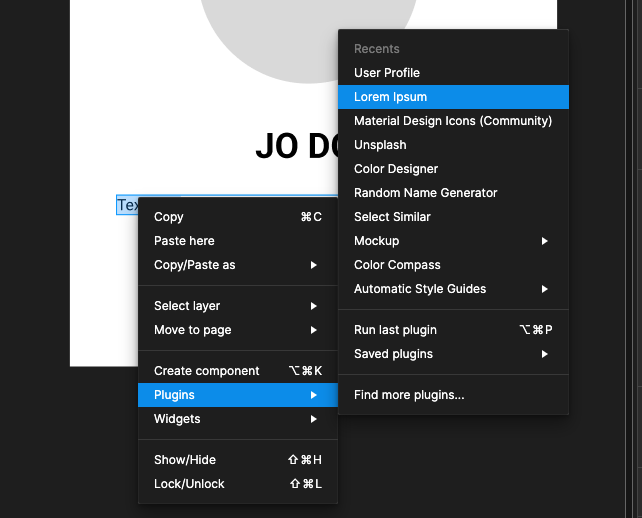 JO DO
Tex
Copy ⌘C
Paste here
Copy/Paste as
Select layer
Move to page
Create component ⌥⌘K
Plugins
Widgets
Show/Hide ⇧⌘H
Lock/Unlock ⇧⌘L
Recents
User Profile
Lorem Ipsum
Material Design Icons (Community)
Unsplash
Color Designer
Random Name Generator
Select Similar
Mockup
Color Compass
Automatic Style Guides
Run last plugin ⌥⌘P
Saved plugins
Find more plugins...